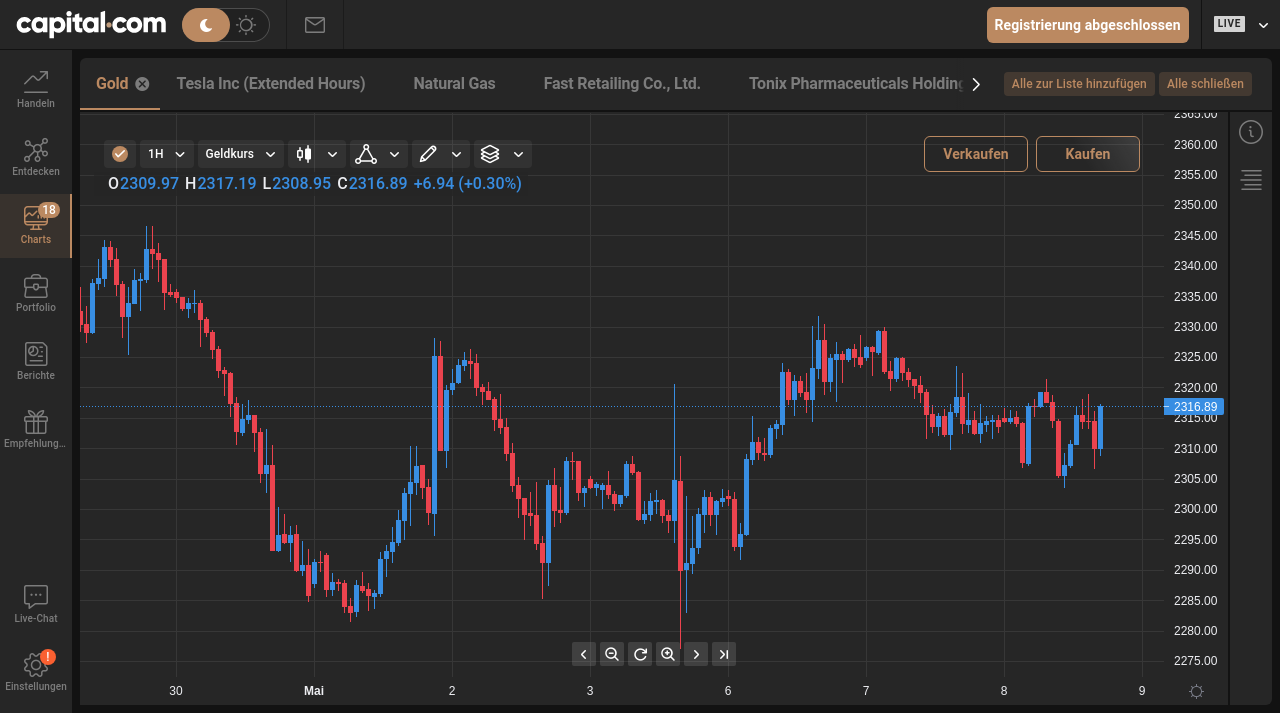 capital.com
Registrierung abgeschlossen
LIVE
Handeln
Entdecken
18
Charts
Portfolio
Berichte
Empfehlung...
Live-Chat
!
Einstellungen
Gold
Tesla Inc (Extended Hours)
Natural Gas
Fast Retailing Co., Ltd.
Tonix Pharmaceuticals Holding
Alle zur Liste hinzufügen
Alle schließen
1H
Geldkurs
Verkaufen
Kaufen
O2309.97 H2317.19 L2308.95 C2316.89 +6.94 (+0.30%)
2365.00
2360.00
2355.00
2350.00
2345.00
2340.00
2335.00
2330.00
2325.00
2320.00
2316.89
2315.00
2310.00
2305.00
2300.00
2295.00
2290.00
2285.00
2280.00
2275.00
30 Mai 2 3 6 7 8 9